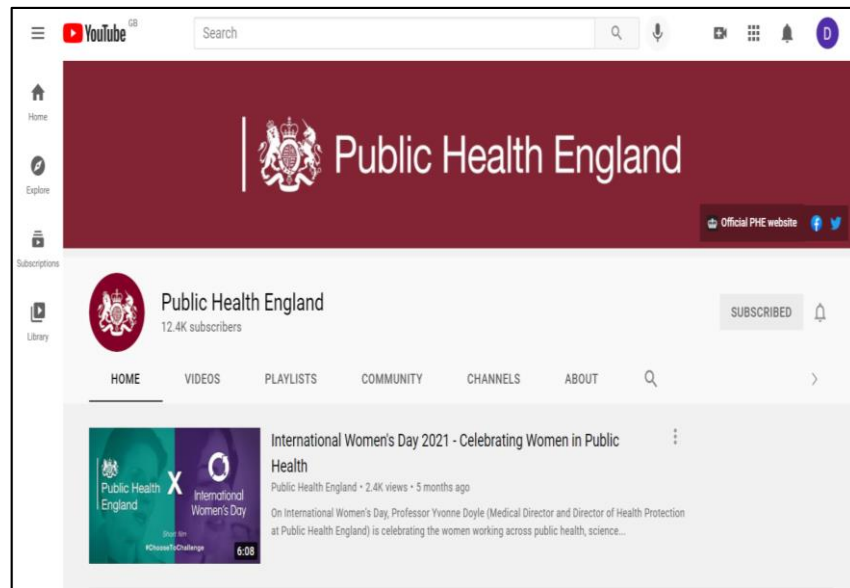 YouTube GB
Search
D
Home
Explore
Subscriptions
Library
Public Health England
Official PHE website
Public Health England
12.4K subscribers
SUBSCRIBED
HOME VIDEOS PLAYLISTS COMMUNITY CHANNELS ABOUT
Public Health
England
X
International
Women's Day
Short film
#ChooseToChallenge
6:08
International Women's Day 2021 - Celebrating Women in Public
Health
Public Health England • 2.4K views • 5 months ago
On International Women's Day, Professor Yvonne Doyle (Medical Director and Director of Health Protection
at Public Health England) is celebrating the women working across public health, science...